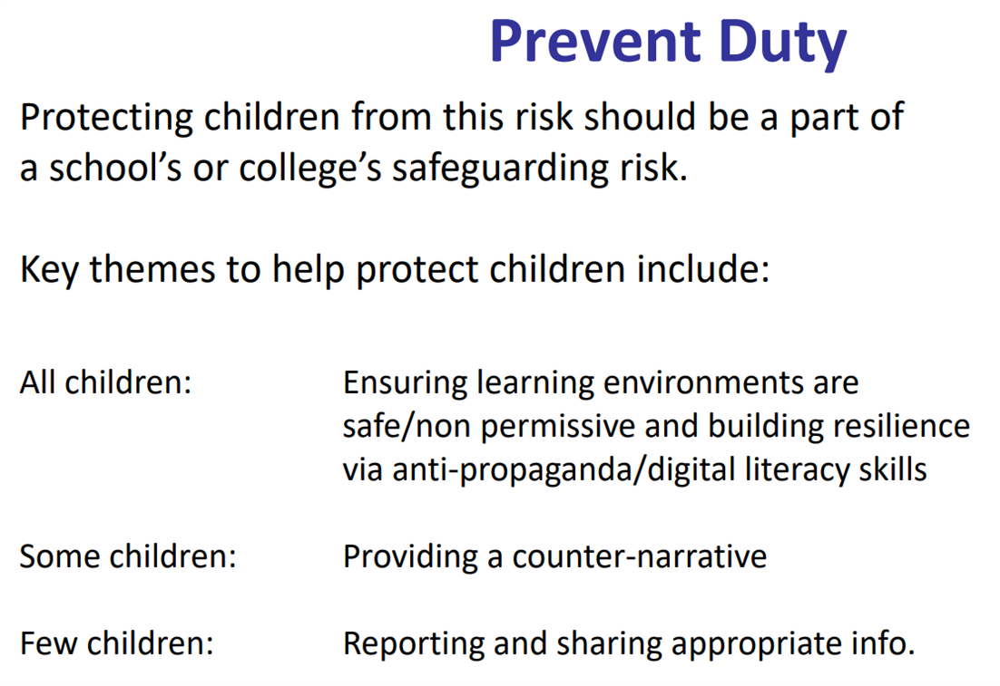 Prevent Duty
Protecting children from this risk should be a part of
a school’s or college’s safeguarding risk.
Key themes to help protect children include:
All children: Ensuring learning environments are
safe/non permissive and building resilience
via anti-propaganda/digital literacy skills
Some children: Providing a counter-narrative
Few children: Reporting and sharing appropriate info.